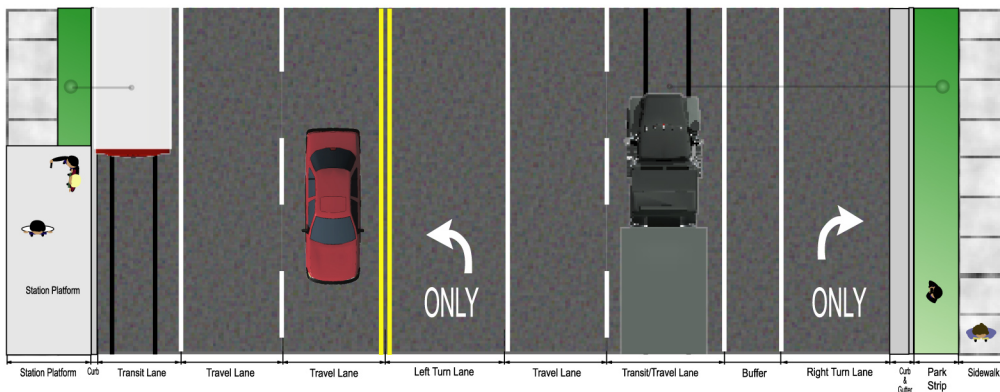 ONLY
ONLY
Station Platform
Station Platform
Curb
Transit Lane
Travel Lane
Travel Lane
Left Turn Lane
Travel Lane
Transit/Travel Lane
Buffer
Right Turn Lane
Curb
&
Gutter
Park
Strip
Sidewalk